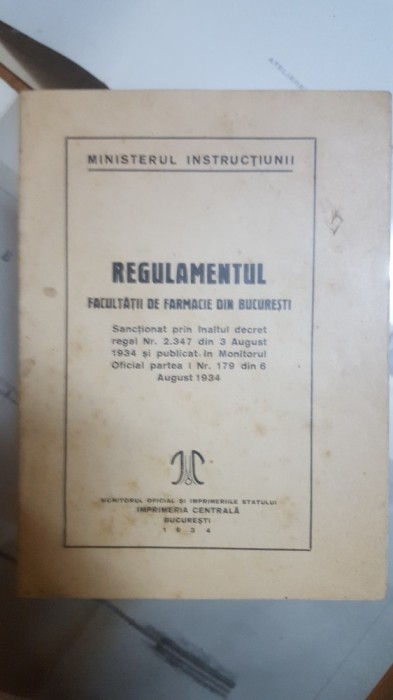 ATELIERE
MINISTERUL INSTRUCȚIUNII
REGULAMENTUL
FACULTĂȚII DE FARMACIE DIN BUCUREȘTI
Sancționat prin înaltul decret
regal Nr. 2.347 din 3 August
1934 și publicat în Monitorul
Oficial partea I Nr. 179 din 6
August 1934
MONITORUL OFICIAL ȘI IMPRIMERIILE STATULUI
IMPRIMERIA CENTRALĂ
BUCUREȘTI
1934